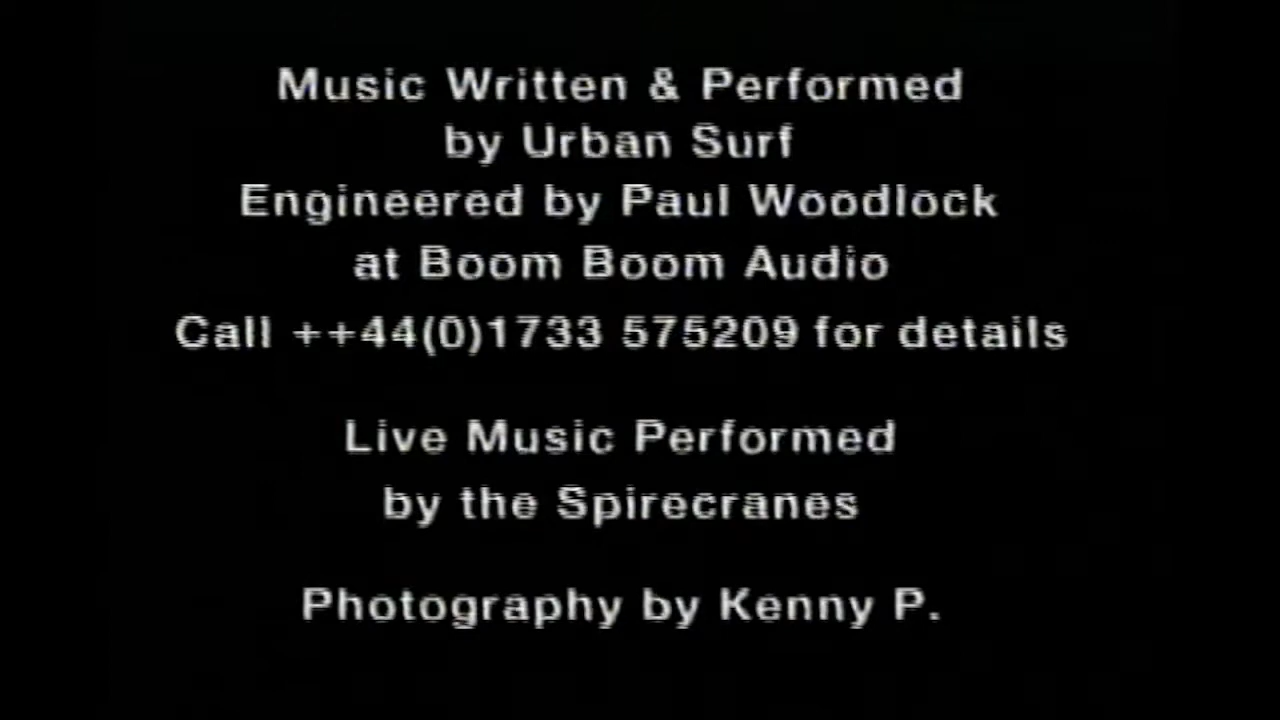 Music Written & Performed
by Urban Surf
Engineered by Paul Woodlock
at Boom Boom Audio
Call ++44(0)1733 575209 for details
Live Music Performed
by the Spirecranes
Photography by Kenny P.